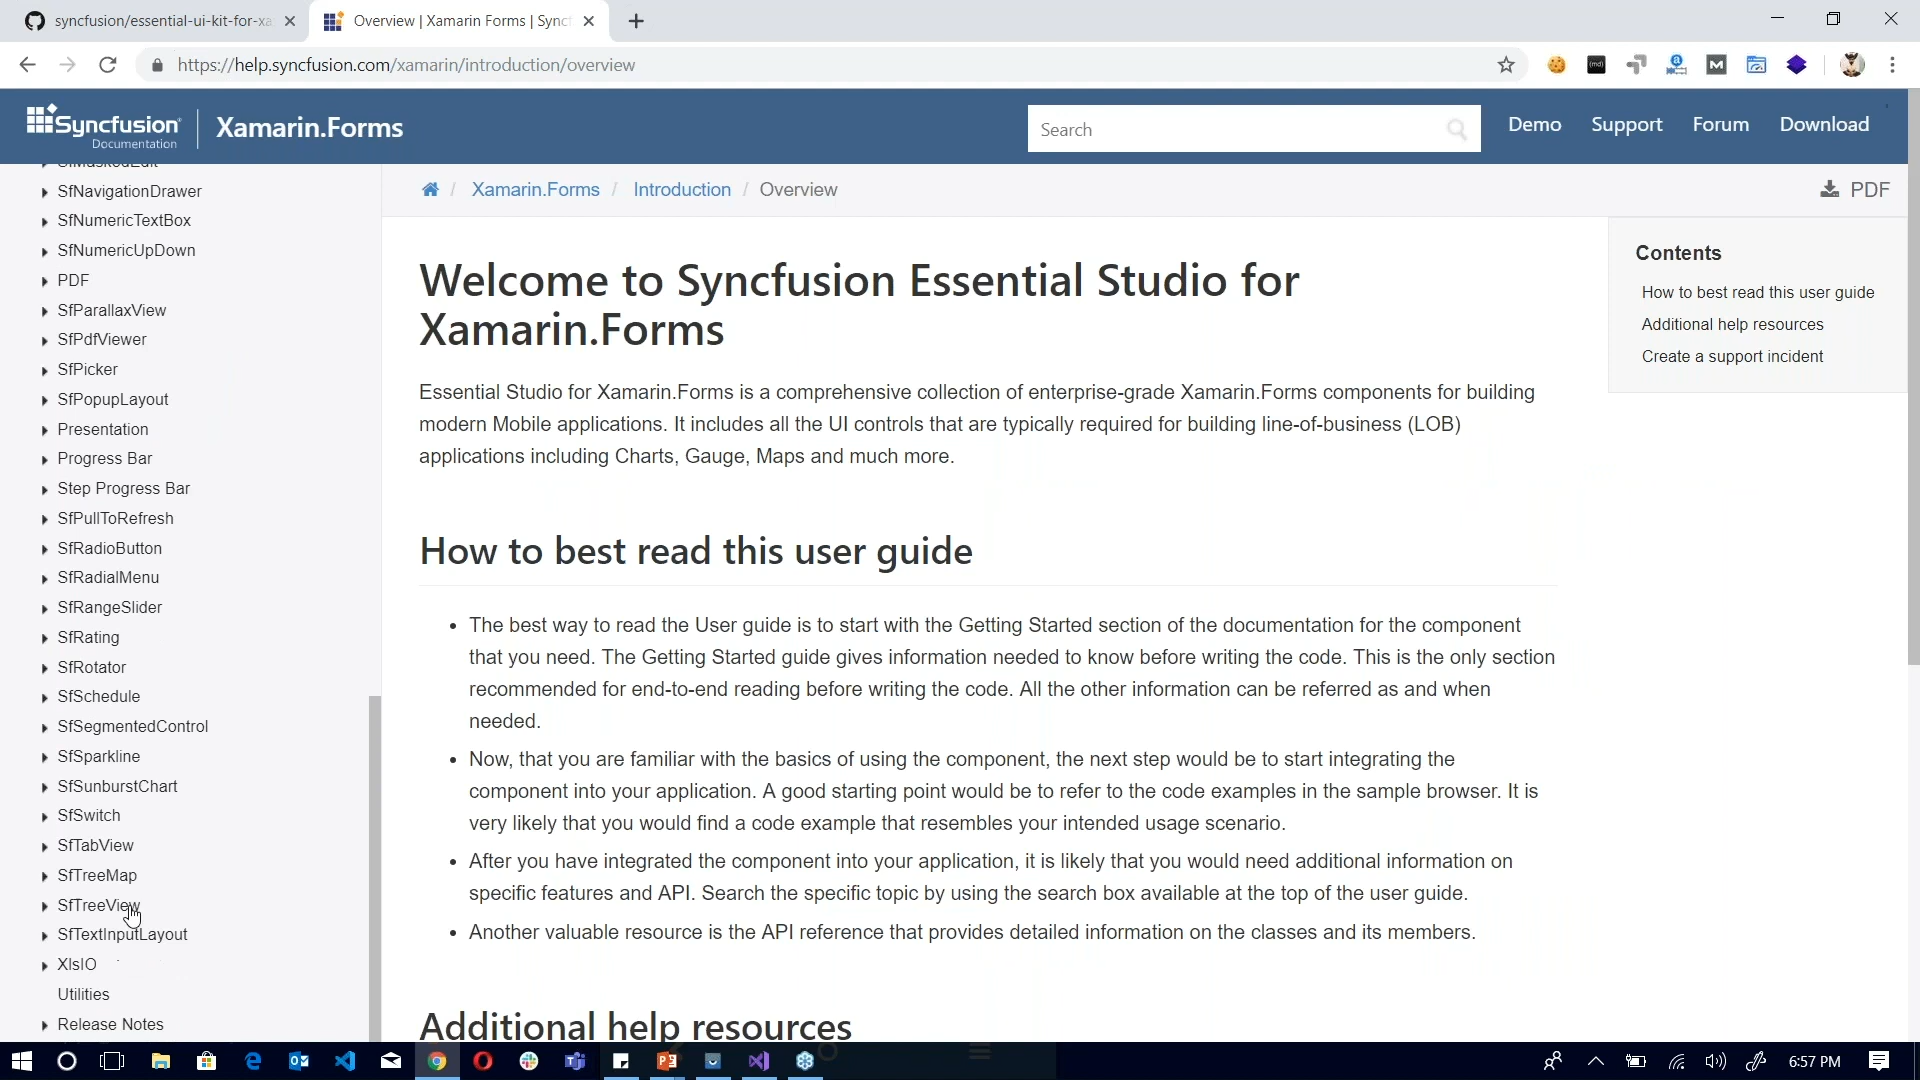 syncfusion/essential-ui-kit-for-xa
Overview | Xamarin Forms | Syncf
https://help.syncfusion.com/xamarin/introduction/overview
Syncfusion
Documentation
Xamarin.Forms
Search
Demo
Support
Forum
Download
SfMaskedEdit
SfNavigationDrawer
SfNumericTextBox
SfNumericUpDown
PDF
SfParallaxView
SfPdfViewer
SfPicker
SfPopupLayout
Presentation
Progress Bar
Step Progress Bar
SfPullToRefresh
SfRadioButton
SfRadialMenu
SfRangeSlider
SfRating
SfRotator
SfSchedule
SfSegmentedControl
SfSparkline
SfSunburstChart
SfSwitch
SfTabView
SfTreeMap
SfTreeView
SfTextInputLayout
XlsIO
Utilities
Release Notes
/ Xamarin.Forms / Introduction / Overview
PDF
Welcome to Syncfusion Essential Studio for
Xamarin.Forms
Essential Studio for Xamarin.Forms is a comprehensive collection of enterprise-grade Xamarin.Forms components for building
modern Mobile applications. It includes all the UI controls that are typically required for building line-of-business (LOB)
applications including Charts, Gauge, Maps and much more.
How to best read this user guide
• The best way to read the User guide is to start with the Getting Started section of the documentation for the component
that you need. The Getting Started guide gives information needed to know before writing the code. This is the only section
recommended for end-to-end reading before writing the code. All the other information can be referred as and when
needed.
• Now, that you are familiar with the basics of using the component, the next step would be to start integrating the
component into your application. A good starting point would be to refer to the code examples in the sample browser. It is
very likely that you would find a code example that resembles your intended usage scenario.
• After you have integrated the component into your application, it is likely that you would need additional information on
specific features and API. Search the specific topic by using the search box available at the top of the user guide.
• Another valuable resource is the API reference that provides detailed information on the classes and its members.
Additional help resources
Contents
How to best read this user guide
Additional help resources
Create a support incident
6:57 PM